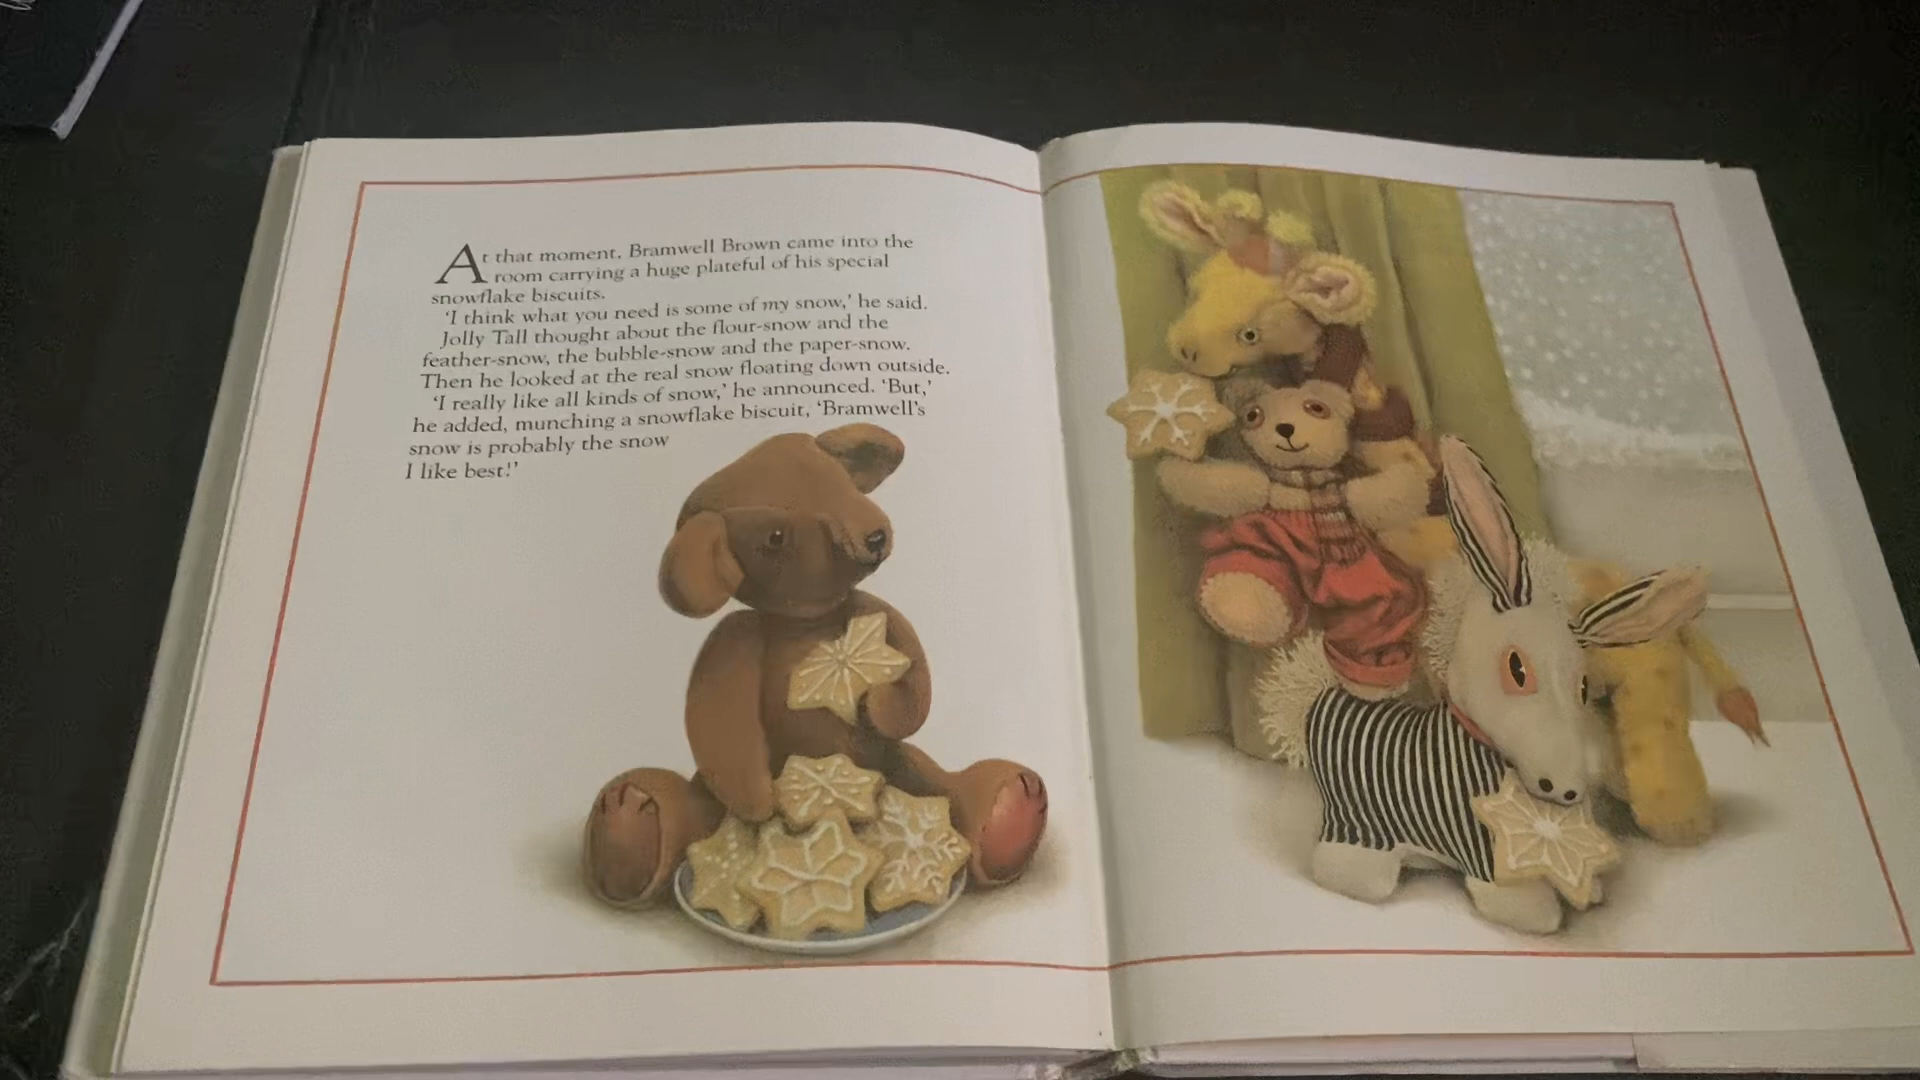 At that moment, Bramwell Brown came into the
room carrying a huge plateful of his special
snowflake biscuits.
‘I think what you need is some of my snow,’ he said.
Jolly Tall thought about the flour-snow and the
feather-snow, the bubble-snow and the paper-snow.
Then he looked at the real snow floating down outside.
‘I really like all kinds of snow,’ he announced. ‘But,’
he added, munching a snowflake biscuit, ‘Bramwell’s
snow is probably the snow
I like best!’